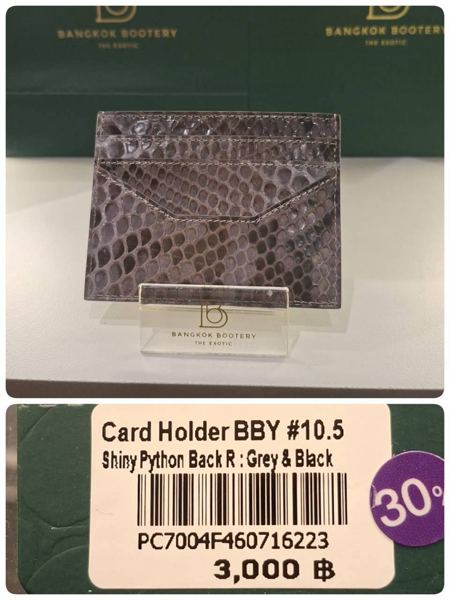 BANGKOK BOOTERY
THE EXOTIC
BANGKOK BOOTERY
THE EXOTIC
BANGKOK BOOTERY
THE EXOTIC
Card Holder BBY #10.5
Shiny Python Back R : Grey & Black
PC7004F460716223
3,000 ฿
30%